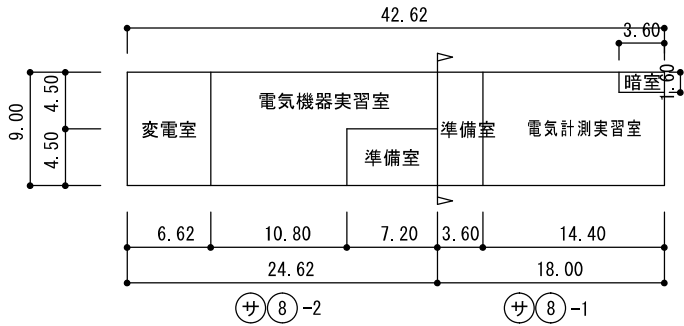 42.62
3.60
9.00
4.50
4.50
変電室
電気機器実習室
準備室
準備室
電気計測実習室
暗室
1.60
6.62
10.80
7.20
3.60
14.40
24.62
18.00
サ 8 -2
サ 8 -1